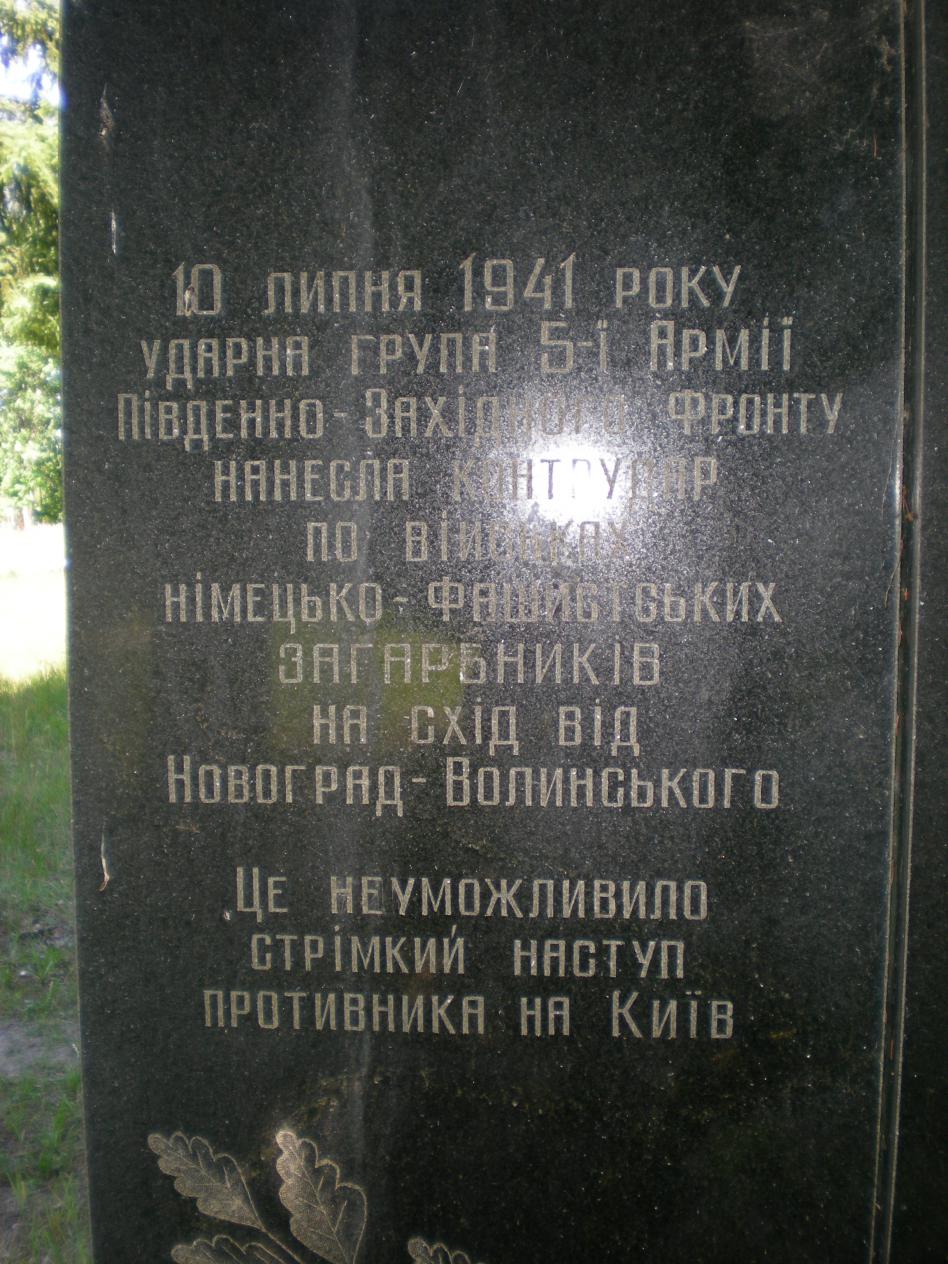 10 липня 1941 року
ударна група 5-ї Армії
Південно-Західного фронту
нанесла контрудар
по військах
німецько-фашистських
загарбників
на схід від
Новоград-Волинського
Це неуможливило
стрімкий наступ
противника на Київ